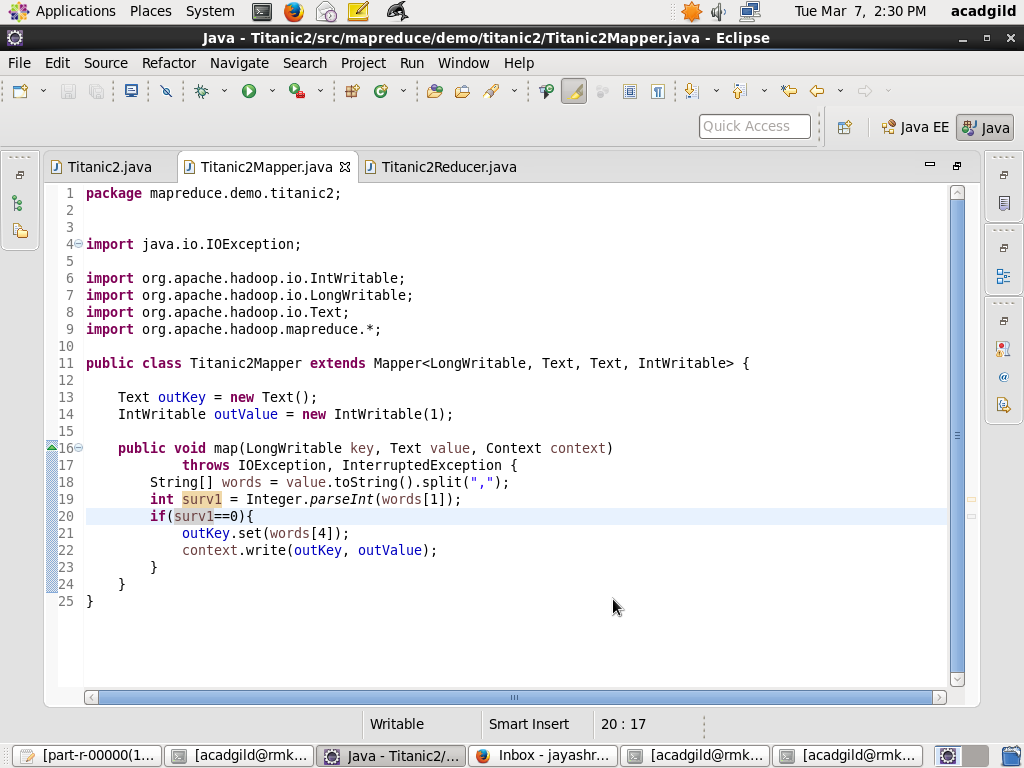 Applications Places System Tue Mar 7, 2:30 PM acadgild
Java - Titanic2/src/mapreduce/demo/titanic2/Titanic2Mapper.java - Eclipse
File Edit Source Refactor Navigate Search Project Run Window Help
Quick Access Java EE Java
Titanic2.java Titanic2Mapper.java Titanic2Reducer.java
1 package mapreduce.demo.titanic2;
2
3
4 import java.io.IOException;
5
6 import org.apache.hadoop.io.IntWritable;
7 import org.apache.hadoop.io.LongWritable;
8 import org.apache.hadoop.io.Text;
9 import org.apache.hadoop.mapreduce.*;
10
11 public class Titanic2Mapper extends Mapper<LongWritable, Text, Text, IntWritable> {
12
13 Text outKey = new Text();
14 IntWritable outValue = new IntWritable(1);
15
16 public void map(LongWritable key, Text value, Context context)
17 throws IOException, InterruptedException {
18 String[] words = value.toString().split(",");
19 int surv1 = Integer.parseInt(words[1]);
20 if(surv1==0){
21 outKey.set(words[4]);
22 context.write(outKey, outValue);
23 }
24 }
25 }
Writable Smart Insert 20 : 17
[part-r-00000(1... [acadgild@rmk... Java - Titanic2/... Inbox - jayashr... [acadgild@rmk... [acadgild@rmk...